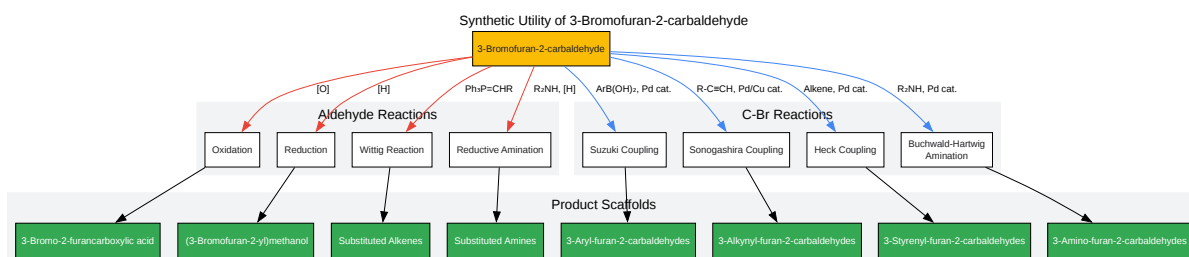 Synthetic Utility of 3-Bromofuran-2-carbaldehyde
3-Bromofuran-2-carbaldehyde
[O]
[H]
Ph₃P=CHR
R₂NH, [H]
ArB(OH)₂, Pd cat.
R-C≡CH, Pd/Cu cat.
Alkene, Pd cat.
R₂NH, Pd cat.
Aldehyde Reactions
C-Br Reactions
Oxidation
Reduction
Wittig Reaction
Reductive Amination
Suzuki Coupling
Sonogashira Coupling
Heck Coupling
Buchwald-Hartwig
Amination
Product Scaffolds
3-Bromo-2-furancarboxylic acid
(3-Bromofuran-2-yl)methanol
Substituted Alkenes
Substituted Amines
3-Aryl-furan-2-carbaldehydes
3-Alkynyl-furan-2-carbaldehydes
3-Styrenyl-furan-2-carbaldehydes
3-Amino-furan-2-carbaldehydes